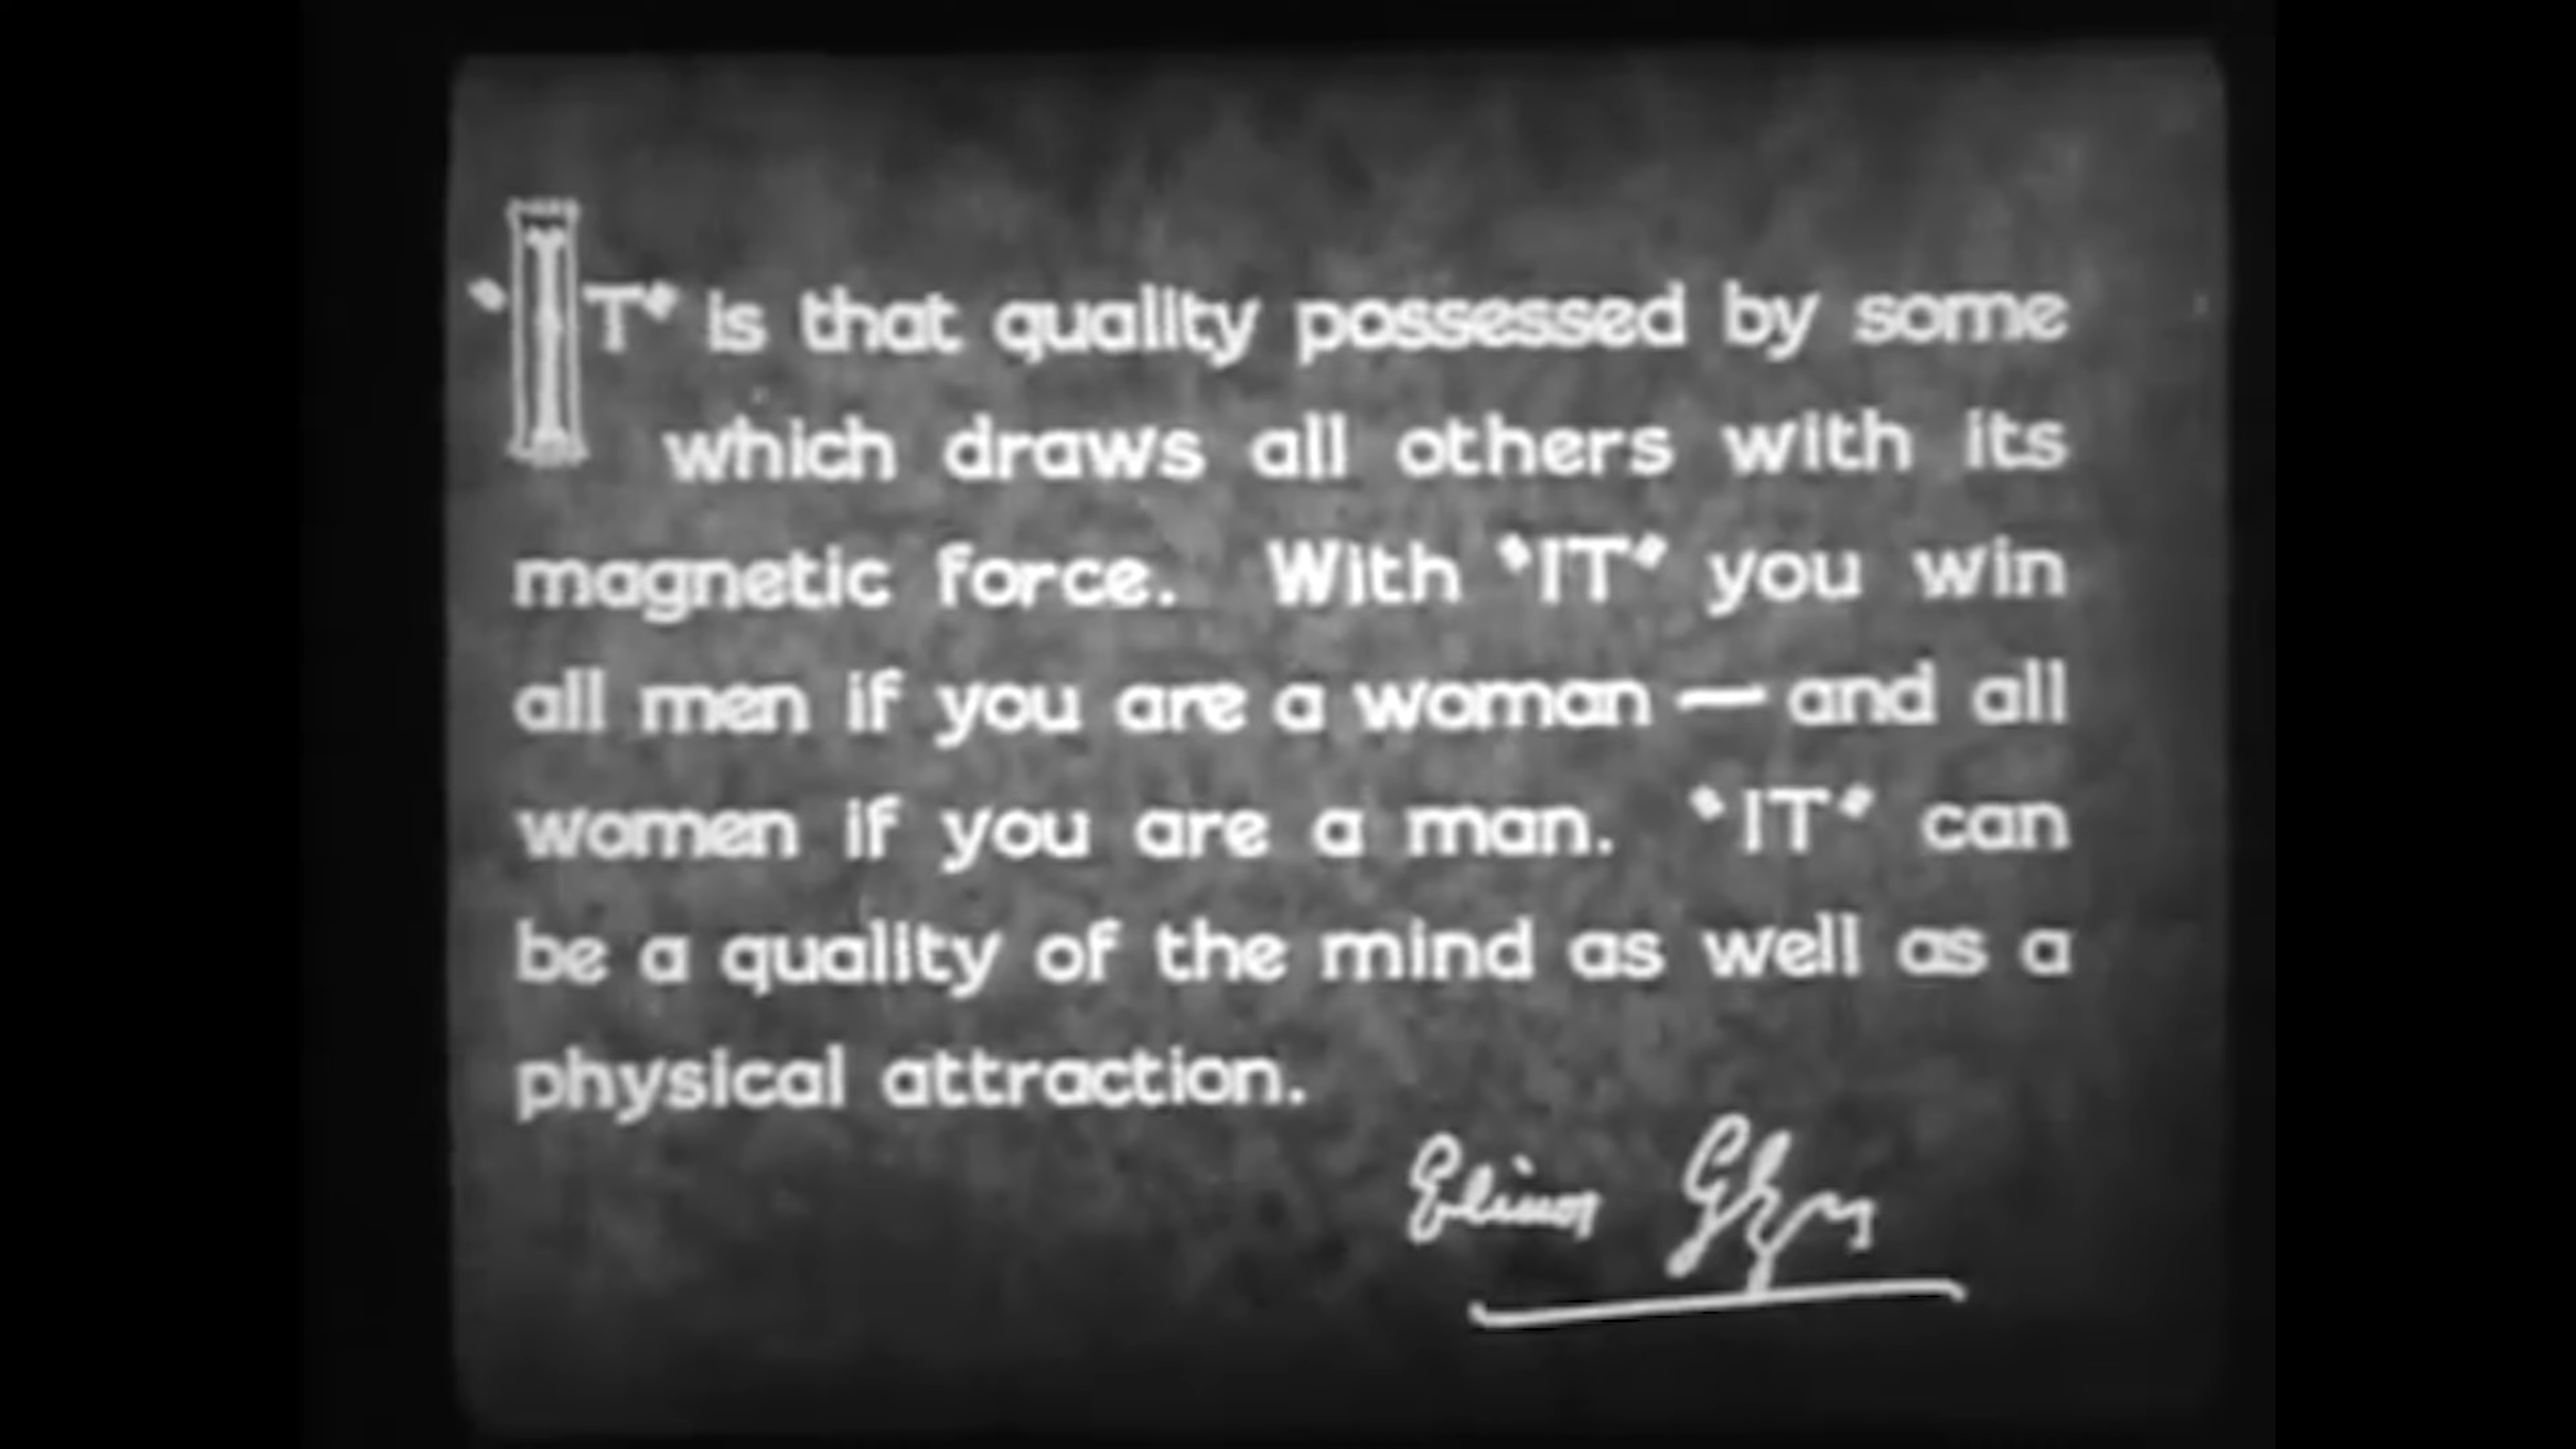 "IT" is that quality possessed by some
which draws all others with its
magnetic force. With "IT" you win
all men if you are a woman — and all
women if you are a man. "IT" can
be a quality of the mind as well as a
physical attraction.
Elinor Glyn